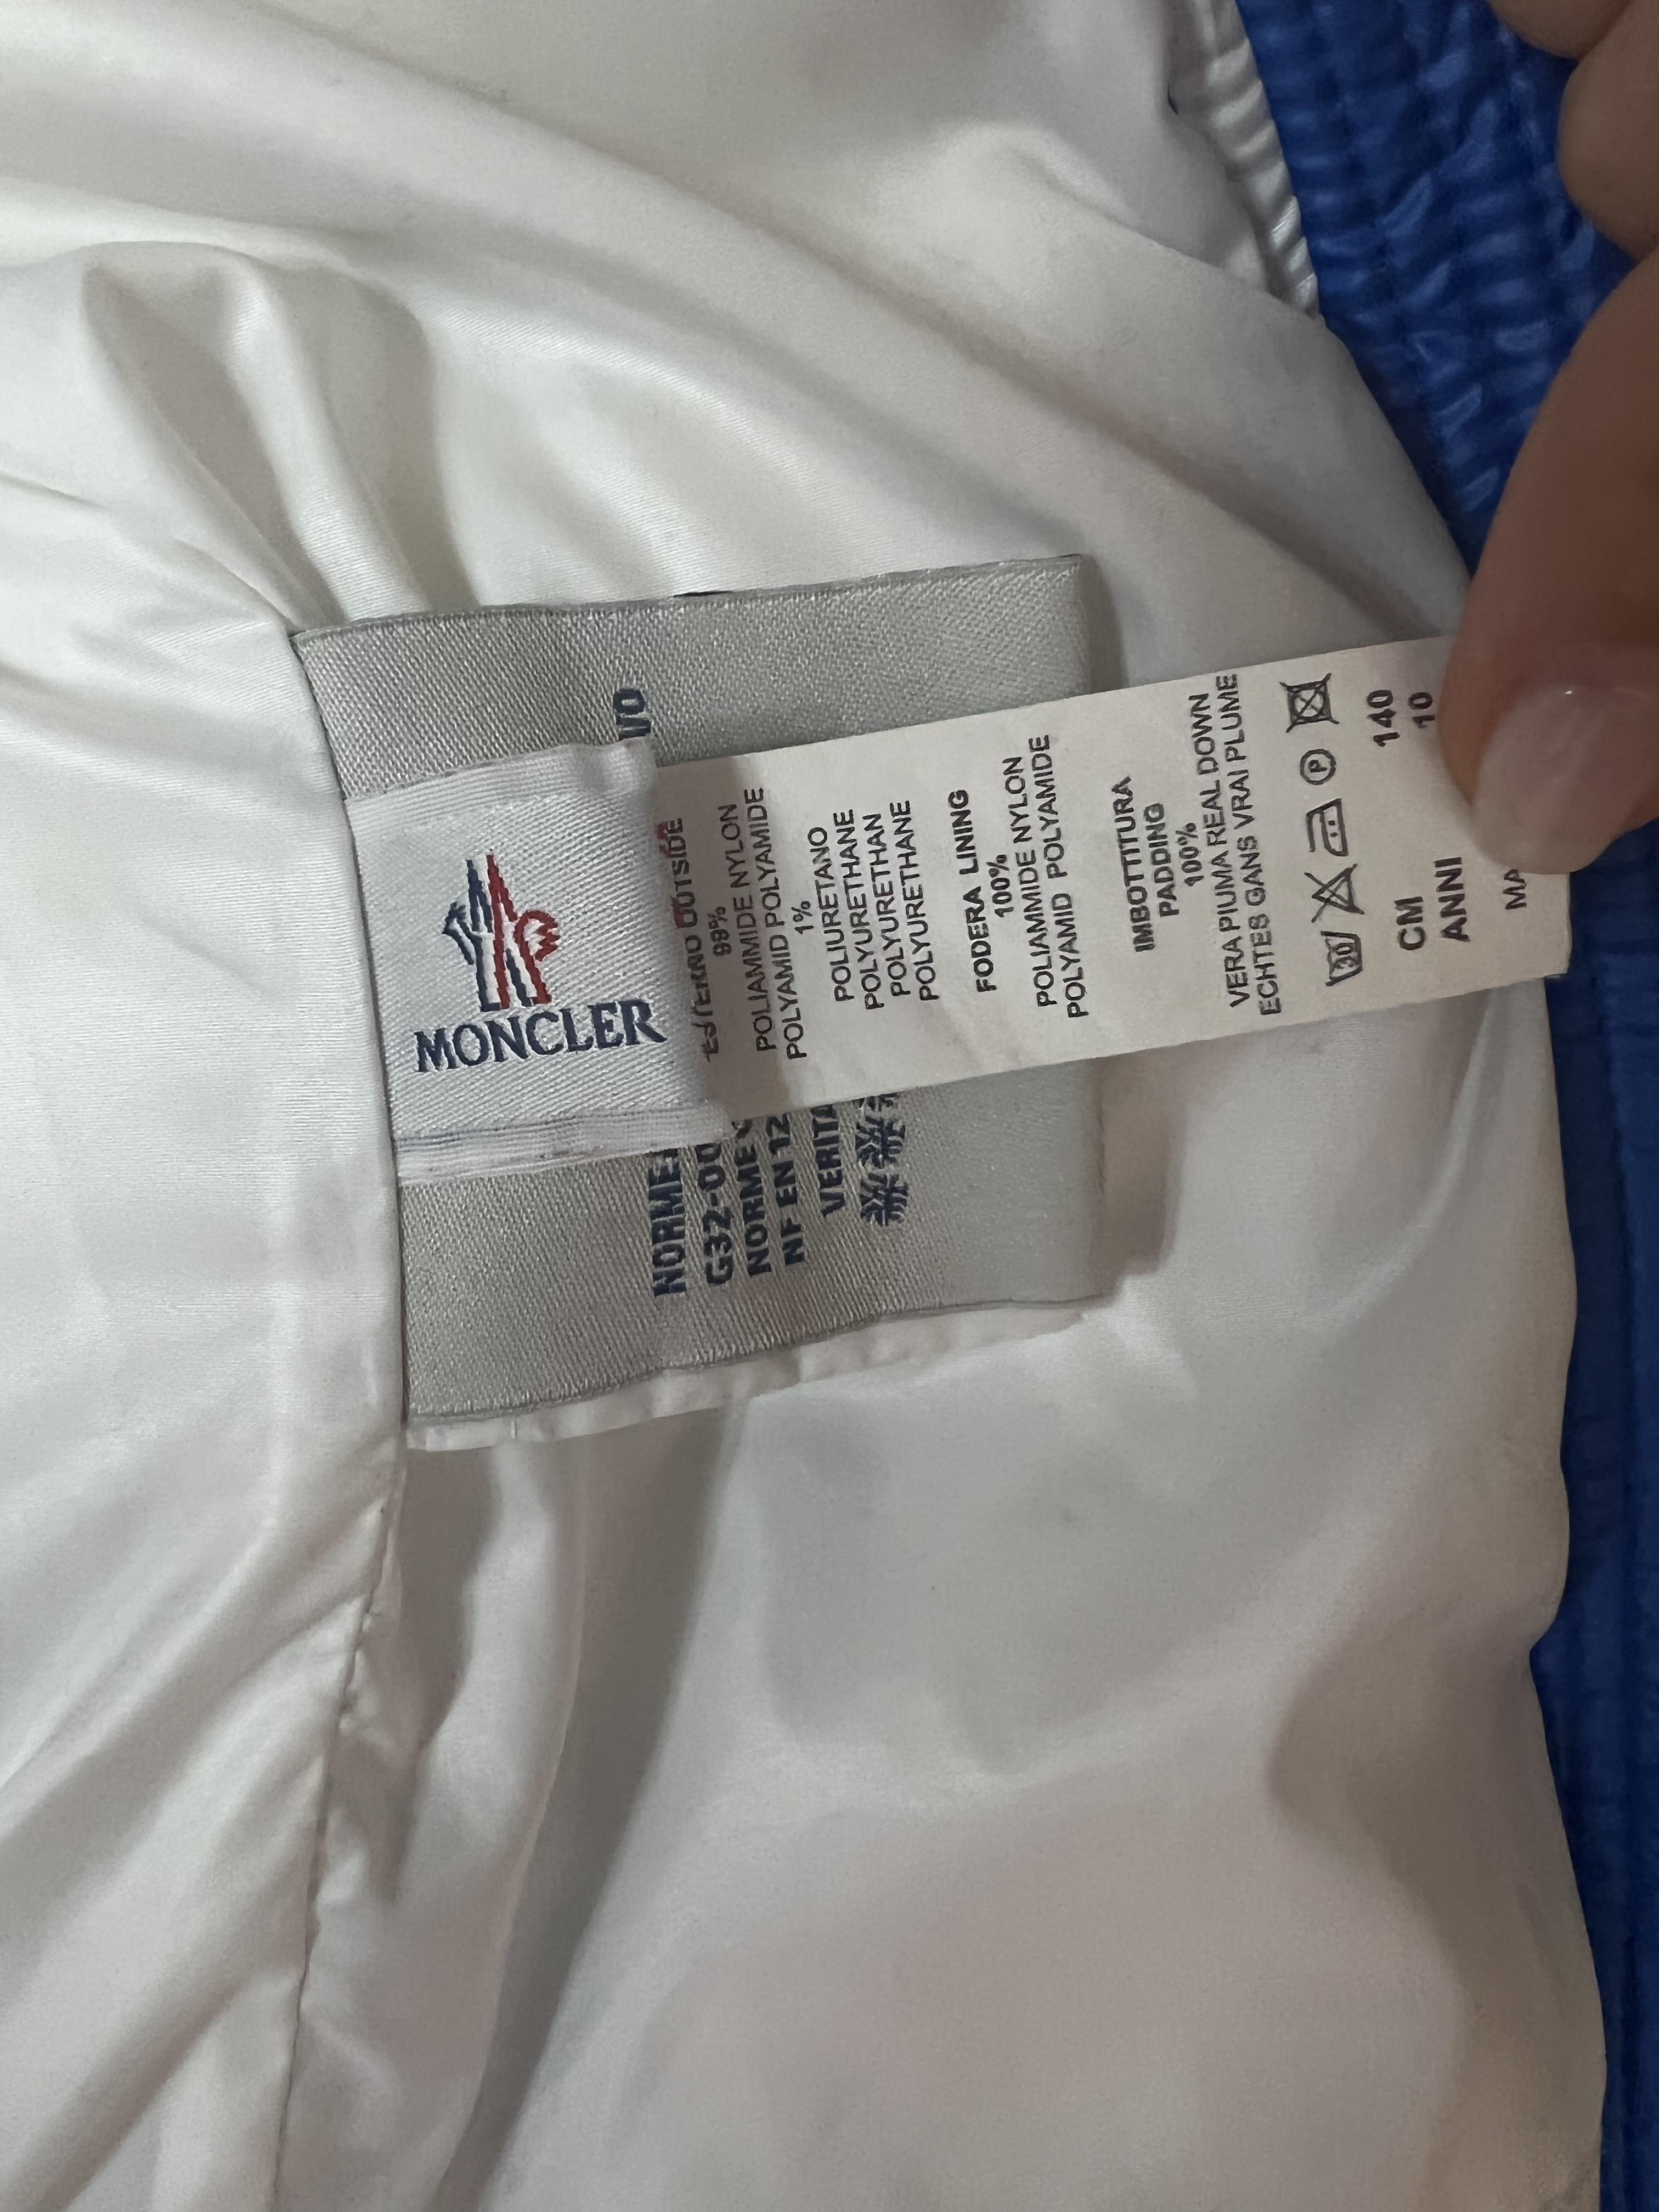 MONCLER
ESTERNO OUTSIDE
99%
POLIAMMIDE NYLON
POLYAMID POLYAMIDE
1%
POLIURETANO
POLYURETHANE
POLYURETHAN
POLYURETHANE
FODERA LINING
100%
POLIAMMIDE NYLON
POLYAMID POLYAMIDE
IMBOTTITURA
PADDING
100%
VERA PIUMA REAL DOWN
ECHTES GANS VRAI PLUME
30 P
CM 140
ANNI 10
MA
NORME
G32-00
NORME
NF EN 12
VERITA